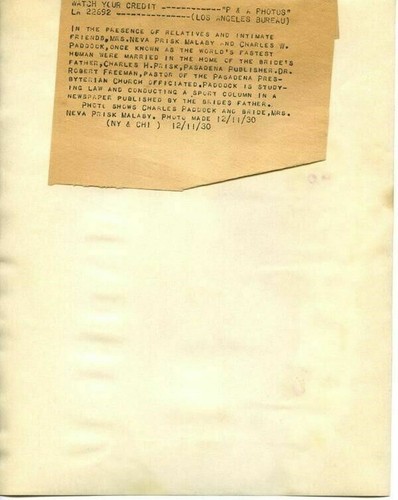 WATCH YOUR CREDIT ------------"P & A PHOTOS"
LA 22692 ---------------(LOS ANGELES BUREAU)
IN THE PRESENCE OF RELATIVES AND INTIMATE
FRIENDS, MRS. NEVA PRISK MALABY AND CHARLES W.
PADDOCK, ONCE KNOWN AS THE WORLD'S FASTEST
HUMAN WERE MARRIED IN THE HOME OF THE BRIDE'S
FATHER, CHARLES H. PRISK, PASADENA PUBLISHER. DR.
ROBERT FREEMAN, PASTOR OF THE PASADENA PRES-
BYTERIAN CHURCH OFFICIATED. PADDOCK IS STUDY-
ING LAW AND CONDUCTING A SPORT COLUMN IN A
NEWSPAPER PUBLISHED BY THE BRIDES FATHER.
PHOTO SHOWS CHARLES PADDOCK AND BRIDE, MRS.
NEVA PRISK MALABY. PHOTO MADE 12/11/30
(NY & CHI ) 12/11/30